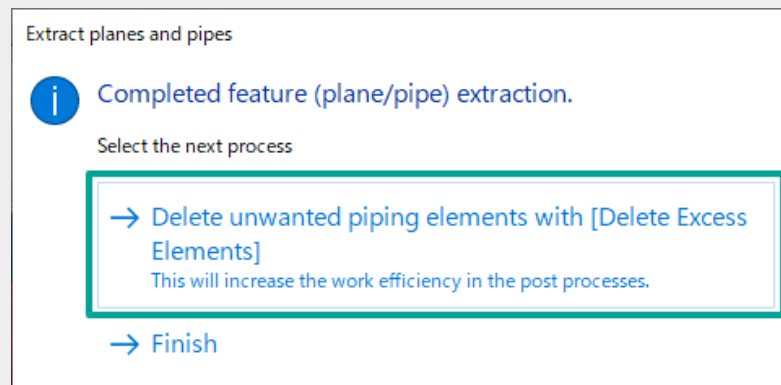 Extract planes and pipes
Completed feature (plane/pipe) extraction.
Select the next process
→ Delete unwanted piping elements with [Delete Excess
Elements]
This will increase the work efficiency in the post processes.
→ Finish